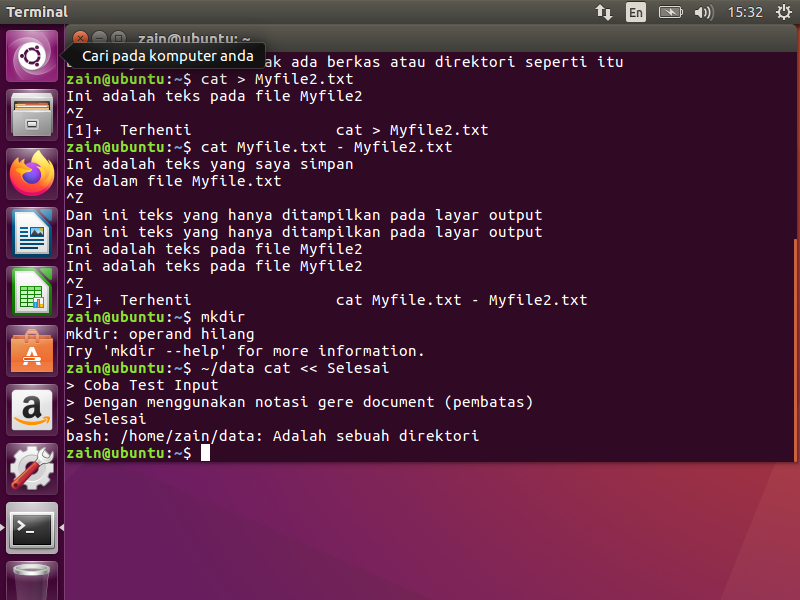 Terminal
En
15:32
zain@ubuntu: ~
Cari pada komputer anda
ak ada berkas atau direktori seperti itu
zain@ubuntu:~$ cat > Myfile2.txt
Ini adalah teks pada file Myfile2
^Z
[1]+  Terhenti                cat > Myfile2.txt
zain@ubuntu:~$ cat Myfile.txt - Myfile2.txt
Ini adalah teks yang saya simpan
Ke dalam file Myfile.txt
^Z
Dan ini teks yang hanya ditampilkan pada layar output
Dan ini teks yang hanya ditampilkan pada layar output
Ini adalah teks pada file Myfile2
Ini adalah teks pada file Myfile2
^Z
[2]+  Terhenti                cat Myfile.txt - Myfile2.txt
zain@ubuntu:~$ mkdir
mkdir: operand hilang
Try 'mkdir --help' for more information.
zain@ubuntu:~$ ~/data cat << Selesai
> Coba Test Input
> Dengan menggunakan notasi gere document (pembatas)
> Selesai
bash: /home/zain/data: Adalah sebuah direktori
zain@ubuntu:~$